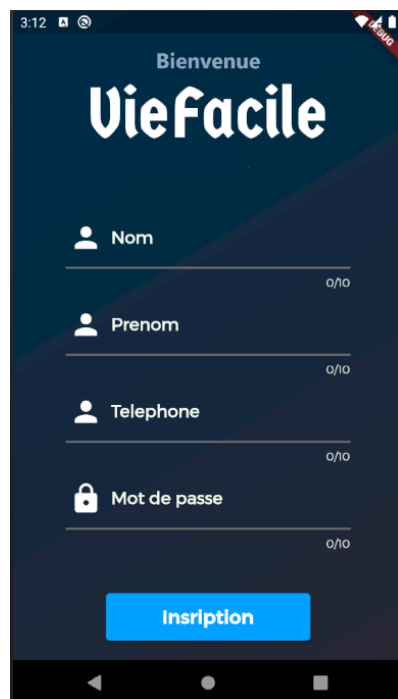 3:12
DEBUG
Bienvenue
VieFacile
Nom
0/10
Prenom
0/10
Telephone
0/10
Mot de passe
0/10
Insription